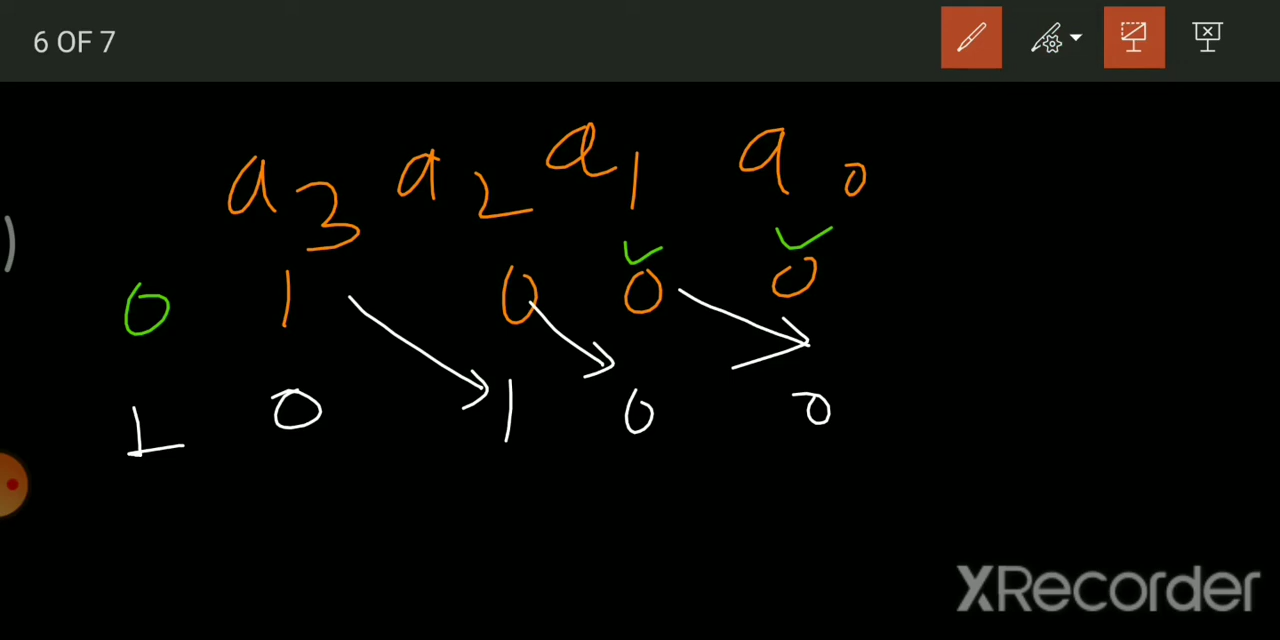 6 OF 7
a3 a2 a1 a0
)
0 1 0 0 0
1 0 1 0 0
XRecorder